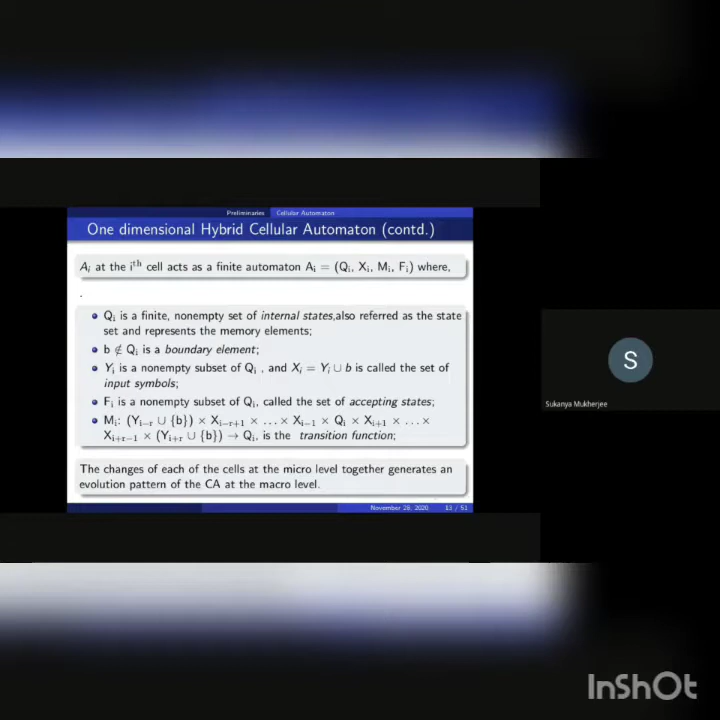 Preliminaries Cellular Automaton
One dimensional Hybrid Cellular Automaton (contd.)
Aᵢ at the iᵗʰ cell acts as a finite automaton Aᵢ = (Qᵢ, Xᵢ, Mᵢ, Fᵢ) where,
.
• Qᵢ is a finite, nonempty set of internal states,also referred as the state
set and represents the memory elements;
• b ∉ Qᵢ is a boundary element;
• Yᵢ is a nonempty subset of Qᵢ , and Xᵢ = Yᵢ ∪ b is called the set of
input symbols;
• Fᵢ is a nonempty subset of Qᵢ, called the set of accepting states;
• Mᵢ: (Yᵢ₋ᵣ ∪ {b}) × Xᵢ₋ᵣ₊₁ × ... × Xᵢ₋₁ × Qᵢ × Xᵢ₊₁ × ... ×
Xᵢ₊ᵣ₋₁ × (Yᵢ₊ᵣ ∪ {b}) → Qᵢ, is the transition function;
The changes of each of the cells at the micro level together generates an
evolution pattern of the CA at the macro level.
November 28, 2020 13 / 51
S
Sukanya Mukherjee
InShOt